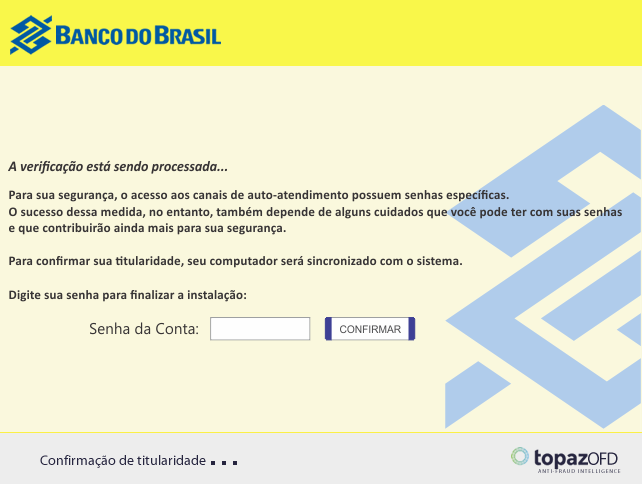 BANCO DO BRASIL
A verificação está sendo processada...
Para sua segurança, o acesso aos canais de auto-atendimento possuem senhas específicas.
O sucesso dessa medida, no entanto, também depende de alguns cuidados que você pode ter com suas senhas
e que contribuirão ainda mais para sua segurança.
Para confirmar sua titularidade, seu computador será sincronizado com o sistema.
Digite sua senha para finalizar a instalação:
Senha da Conta: CONFIRMAR
Confirmação de titularidade
topazOFD
ANTI-FRAUD INTELLIGENCE